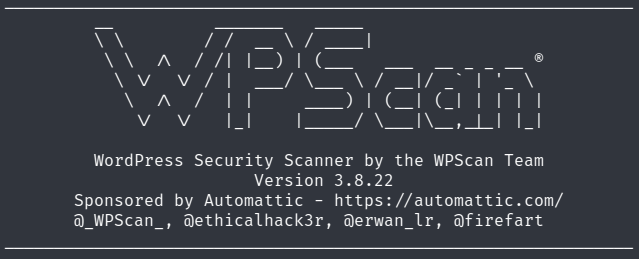 WPScan ®
WordPress Security Scanner by the WPScan Team
Version 3.8.22
Sponsored by Automattic - https://automattic.com/
@_WPScan_, @ethicalhack3r, @erwan_lr, @firefart